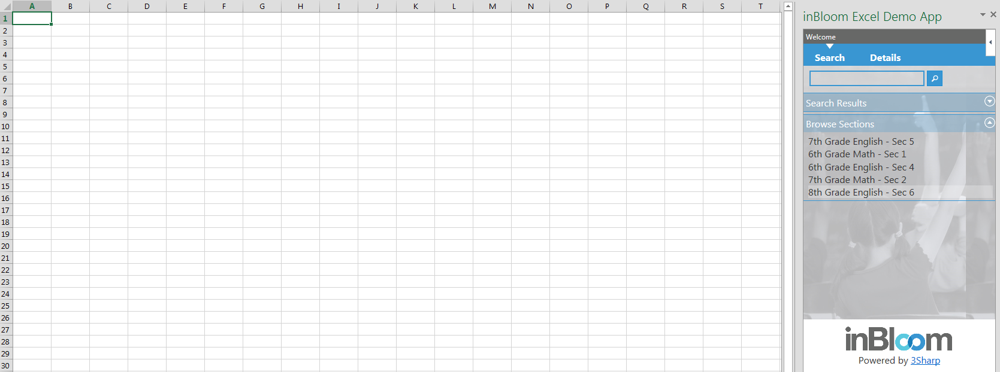 A B C D E F G H I J K L M N O P Q R S T
1
2
3
4
5
6
7
8
9
10
11
12
13
14
15
16
17
18
19
20
21
22
23
24
25
26
27
28
29
30
inBloom Excel Demo App
Welcome
Search Details
Search Results
Browse Sections
7th Grade English - Sec 5
6th Grade Math - Sec 1
6th Grade English - Sec 4
7th Grade Math - Sec 2
8th Grade English - Sec 6
inBloom
Powered by 3Sharp